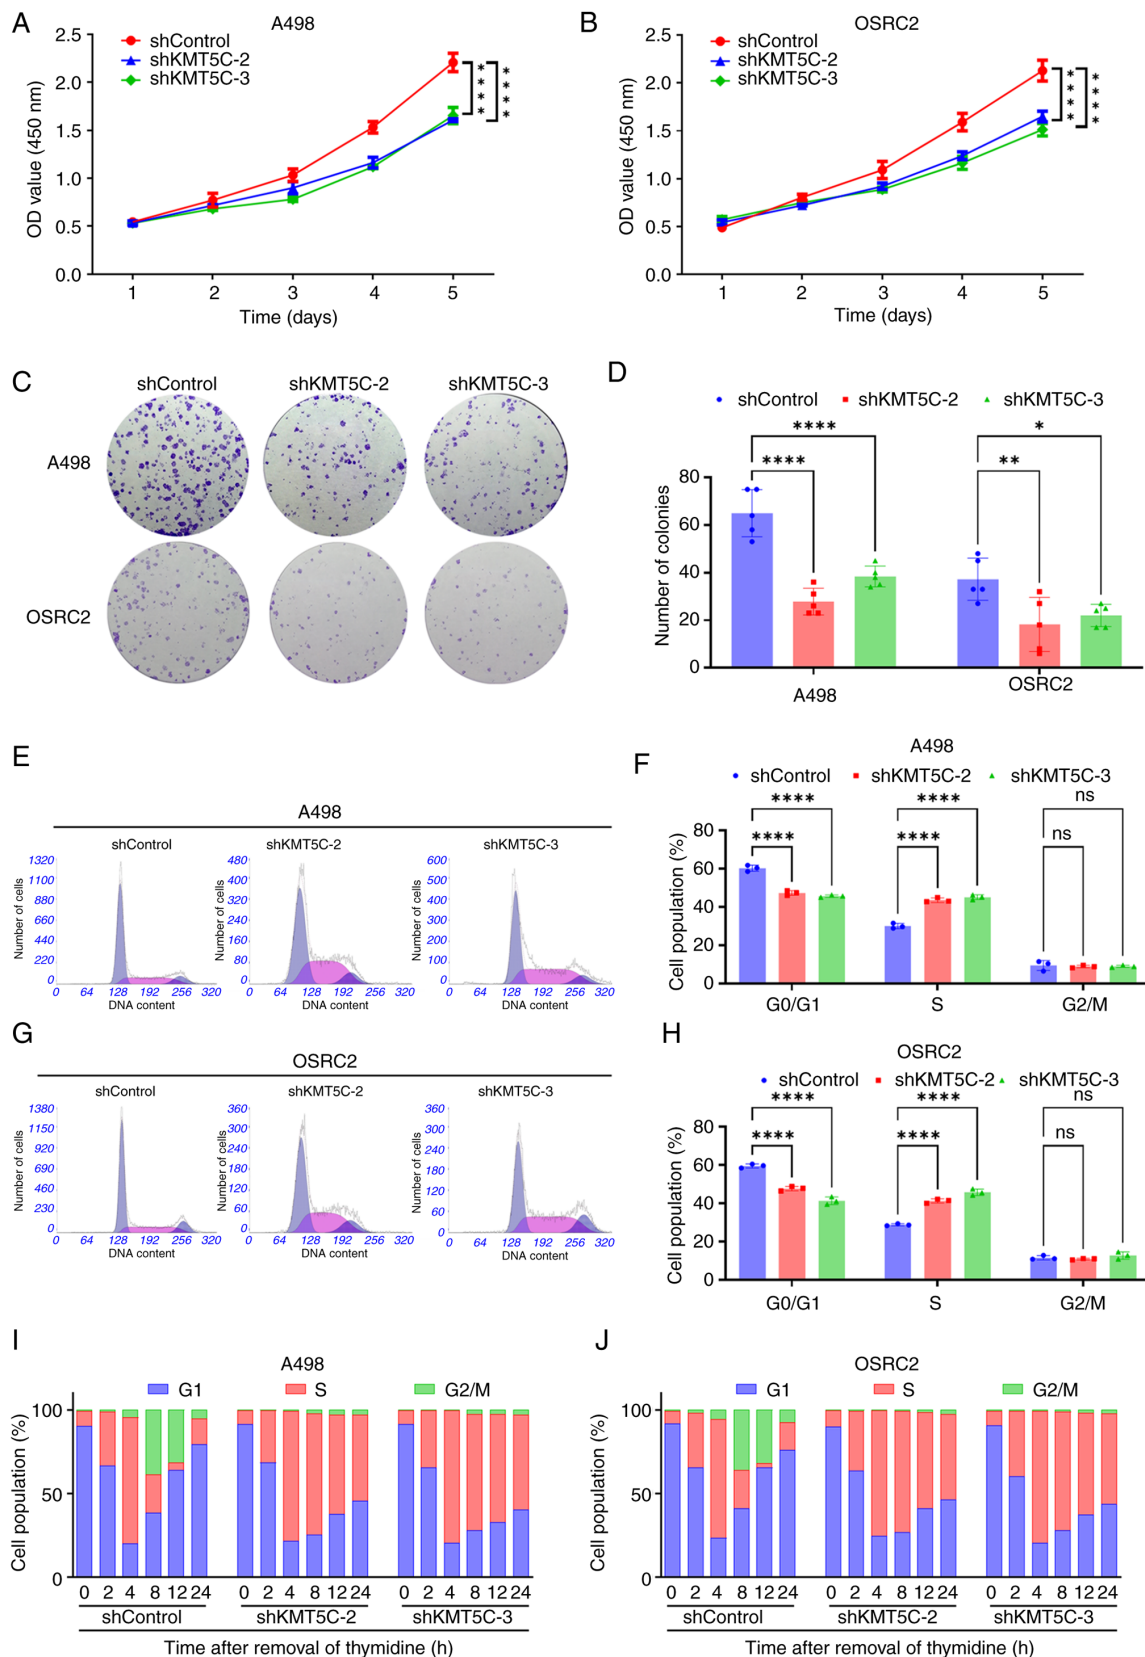 A
A498
2.5
2.0
1.5
1.0
0.5
0.0
OD value (450 nm)
shControl
shKMT5C-2
shKMT5C-3
****
****
1 2 3 4 5
Time (days)
B
OSRC2
2.5
2.0
1.5
1.0
0.5
0.0
OD value (450 nm)
shControl
shKMT5C-2
shKMT5C-3
****
****
1 2 3 4 5
Time (days)
C
shControl shKMT5C-2 shKMT5C-3
A498
OSRC2
D
shControl shKMT5C-2 shKMT5C-3
**** *
**** **
80
60
40
20
0
Number of colonies
A498 OSRC2
E
A498
shControl shKMT5C-2 shKMT5C-3
Number of cells
1320
1100
880
660
440
220
0
0 64 128 192 256 320
DNA content
Number of cells
480
400
320
240
160
80
0
0 64 128 192 256 320
DNA content
Number of cells
600
500
400
300
200
100
0
0 64 128 192 256 320
DNA content
F
A498
shControl shKMT5C-2 shKMT5C-3
**** **** ns
**** **** ns
80
60
40
20
0
Cell population (%)
G0/G1 S G2/M
G
OSRC2
shControl shKMT5C-2 shKMT5C-3
Number of cells
1380
1150
920
690
460
230
0
0 64 128 192 256 320
DNA content
Number of cells
360
300
240
180
120
60
0
0 64 128 192 256 320
DNA content
Number of cells
360
300
240
180
120
60
0
0 64 128 192 256 320
DNA content
H
OSRC2
shControl shKMT5C-2 shKMT5C-3
**** **** ns
**** **** ns
80
60
40
20
0
Cell population (%)
G0/G1 S G2/M
I
A498
G1 S G2/M
100
50
0
Cell population (%)
0 2 4 8 12 24 0 2 4 8 12 24 0 2 4 8 12 24
shControl shKMT5C-2 shKMT5C-3
Time after removal of thymidine (h)
J
OSRC2
G1 S G2/M
100
50
0
Cell population (%)
0 2 4 8 12 24 0 2 4 8 12 24 0 2 4 8 12 24
shControl shKMT5C-2 shKMT5C-3
Time after removal of thymidine (h)